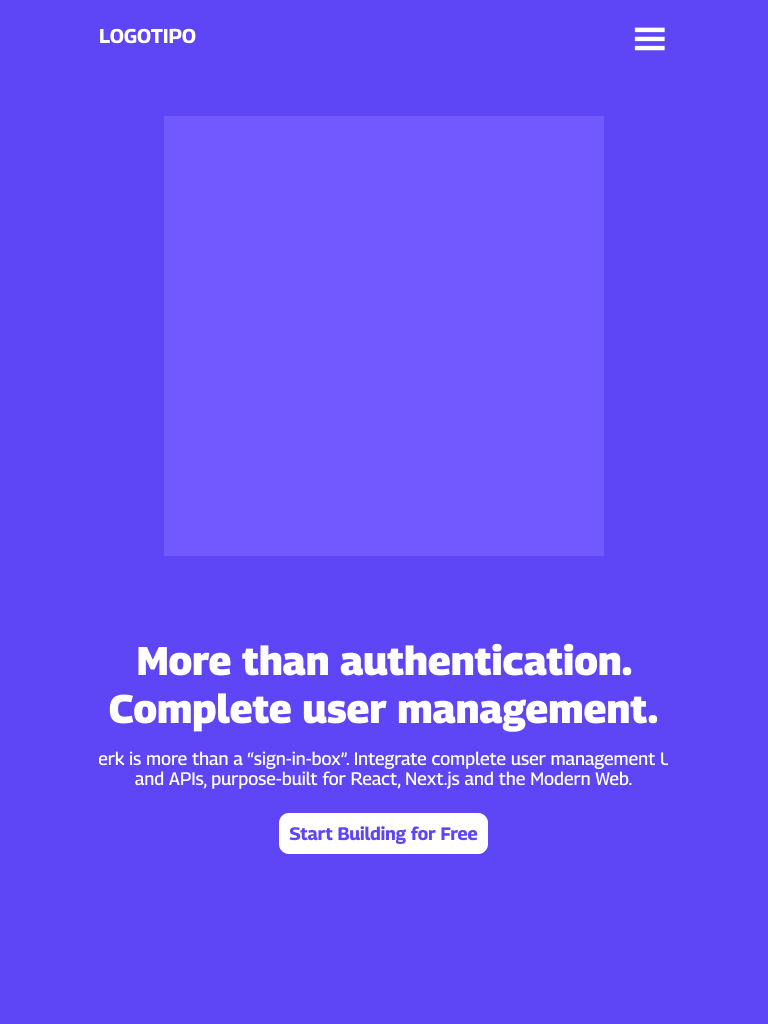 LOGOTIPO
More than authentication.
Complete user management.
erk is more than a “sign-in-box”. Integrate complete user management
and APIs, purpose-built for React, Next.js and the Modern Web.
Start Building for Free